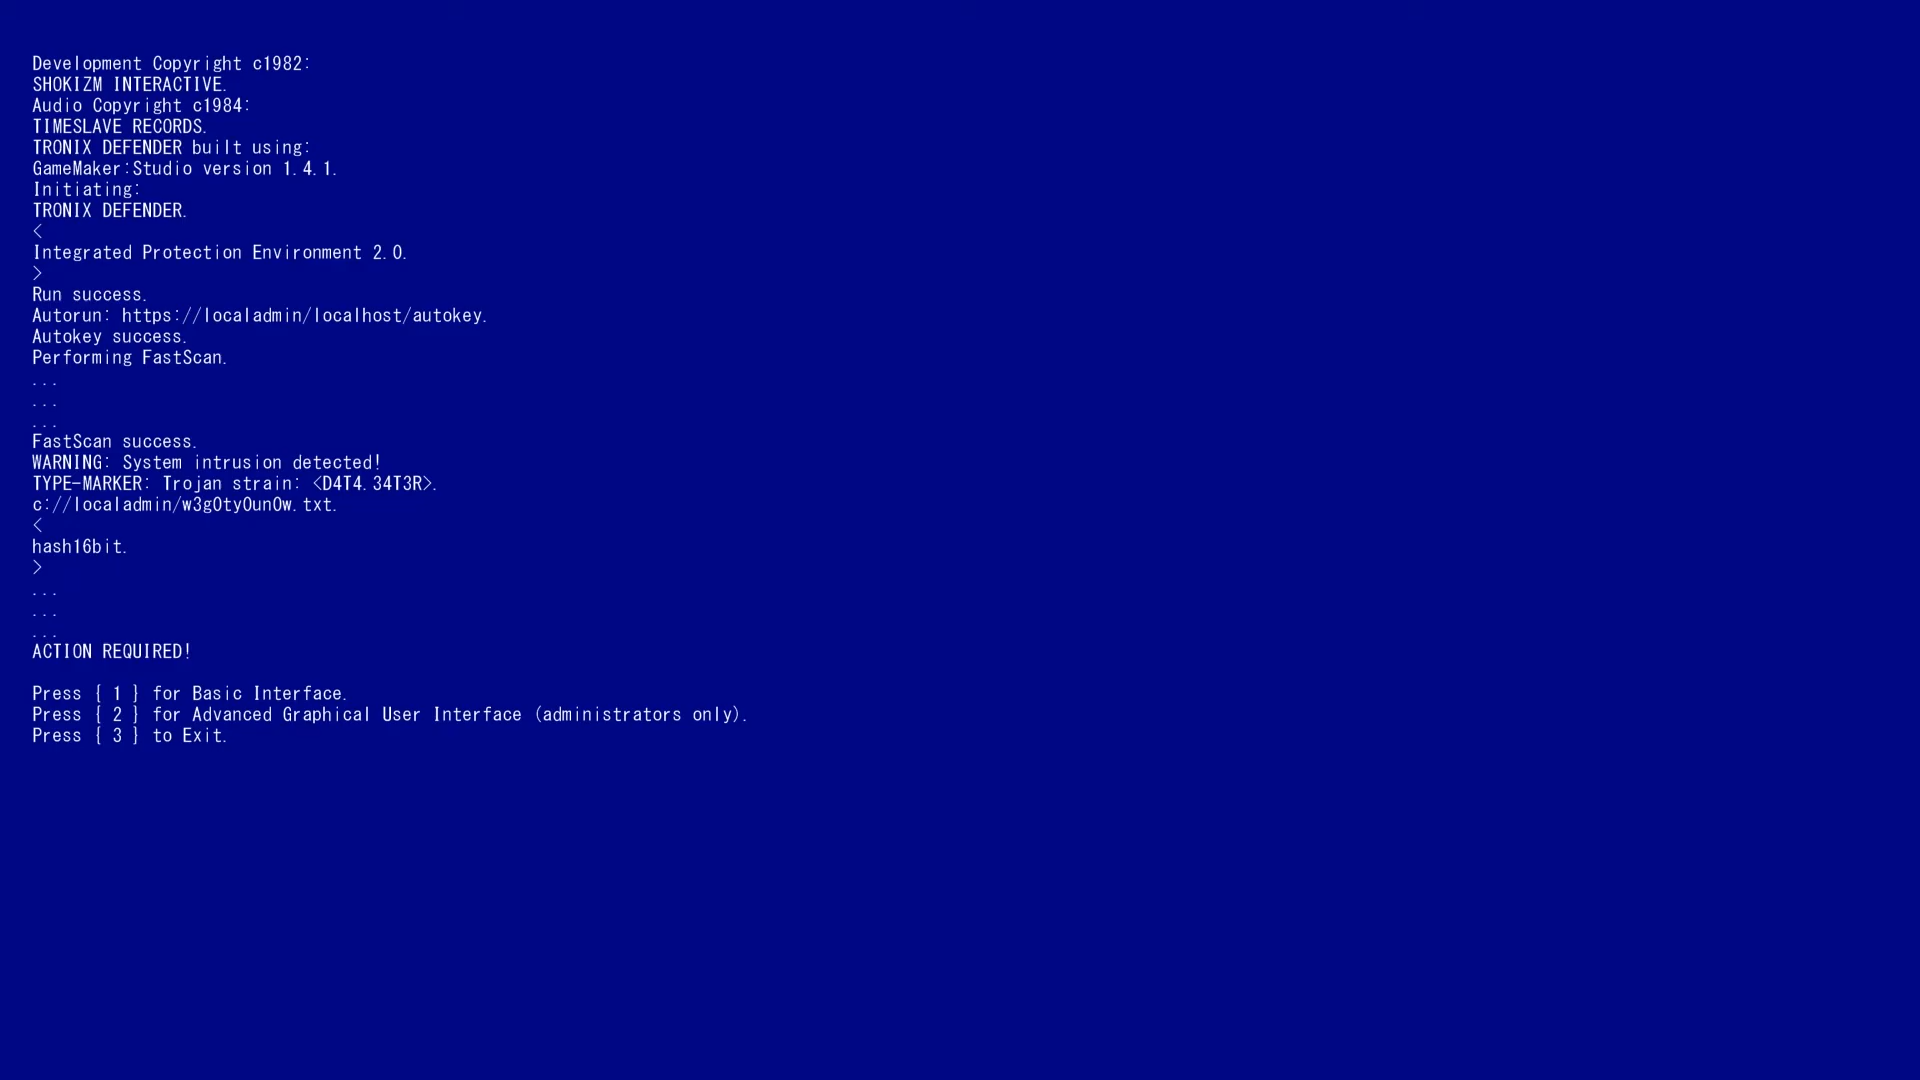 Development Copyright c1982:
SHOKIZM INTERACTIVE.
Audio Copyright c1984:
TIMESLAVE RECORDS.
TRONIX DEFENDER built using:
GameMaker:Studio version 1.4.1.
Initiating:
TRONIX DEFENDER.
<
Integrated Protection Environment 2.0.
>
Run success.
Autorun: https://localadmin/localhost/autokey.
Autokey success.
Performing FastScan.
...
...
...
FastScan success.
WARNING: System intrusion detected!
TYPE-MARKER: Trojan strain: <D4T4.34T3R>.
c://localadmin/w3g0ty0un0w.txt.
<
hash16bit.
>
...
...
...
ACTION REQUIRED!
Press { 1 } for Basic Interface.
Press { 2 } for Advanced Graphical User Interface (administrators only).
Press { 3 } to Exit.